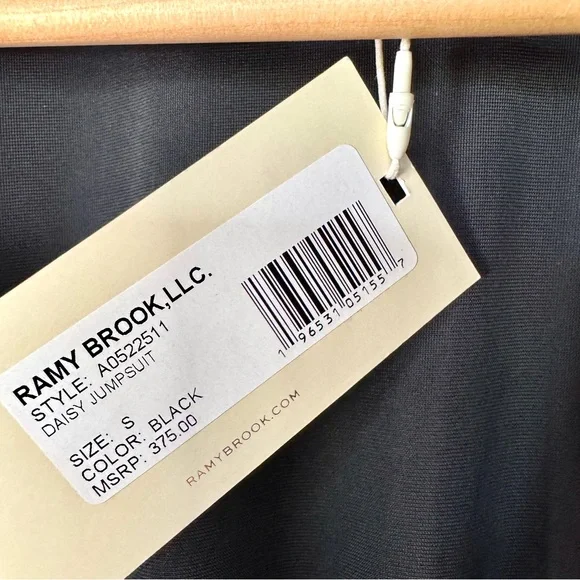 RAMY BROOK,LLC.
STYLE: A0522511
DAISY JUMPSUIT
SIZE: S
COLOR: BLACK
MSRP: 375.00
1 96531 05155 7
RAMYBROOK.COM